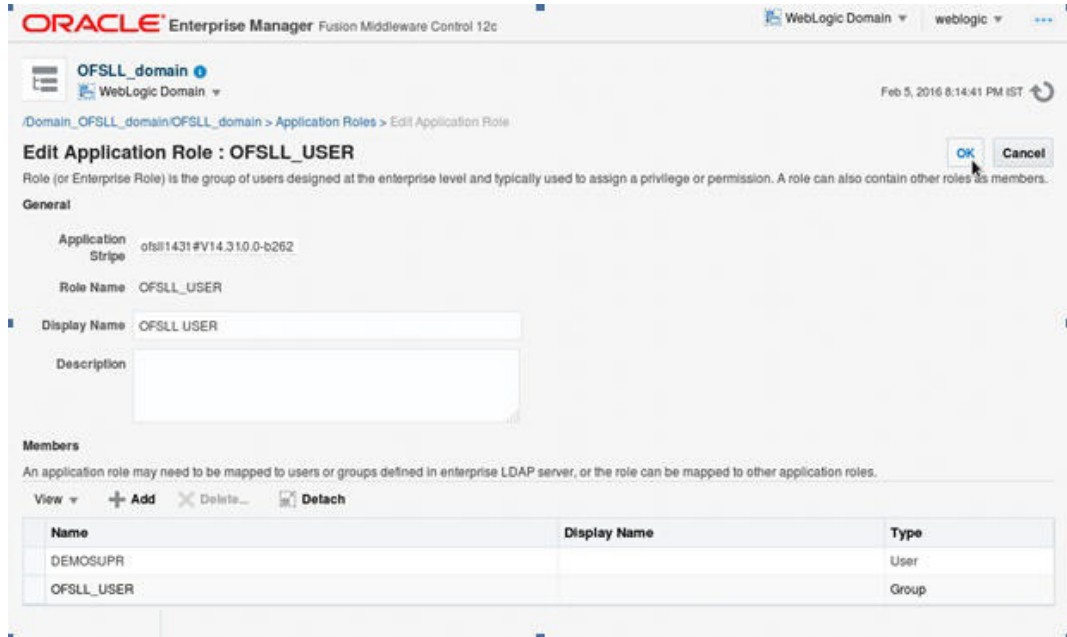 ORACLE Enterprise Manager Fusion Middleware Control 12c
WebLogic Domain weblogic
OFSLL_domain
WebLogic Domain
Feb 5, 2016 8:14:41 PM IST
/Domain_OFSLL_domain/OFSLL_domain > Application Roles > Edit Application Role
Edit Application Role : OFSLL_USER
OK Cancel
Role (or Enterprise Role) is the group of users designed at the enterprise level and typically used to assign a privilege or permission. A role can also contain other roles as members.
General
Application
Stripe
ofsll1431#V14.31.0.0-b262
Role Name OFSLL_USER
Display Name OFSLL USER
Description
Members
An application role may need to be mapped to users or groups defined in enterprise LDAP server, or the role can be mapped to other application roles.
View Add Delete... Detach
Name Display Name Type
DEMOSUPR User
OFSLL_USER Group